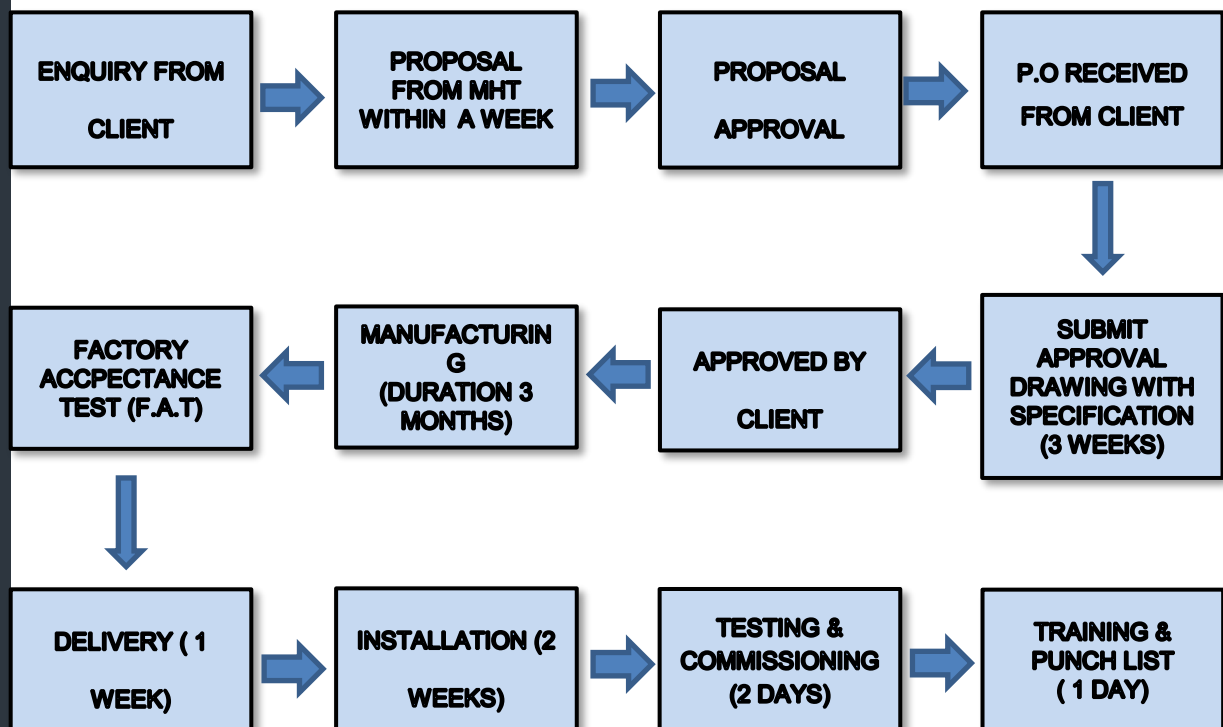 ENQUIRY FROM
CLIENT
PROPOSAL
FROM MHT
WITHIN A WEEK
PROPOSAL
APPROVAL
P.O RECEIVED
FROM CLIENT
SUBMIT
APPROVAL
DRAWING WITH
SPECIFICATION
(3 WEEKS)
APPROVED BY
CLIENT
MANUFACTURIN
G
(DURATION 3
MONTHS)
FACTORY
ACCPECTANCE
TEST (F.A.T)
DELIVERY ( 1
WEEK)
INSTALLATION (2
WEEKS)
TESTING &
COMMISSIONING
(2 DAYS)
TRAINING &
PUNCH LIST
( 1 DAY)